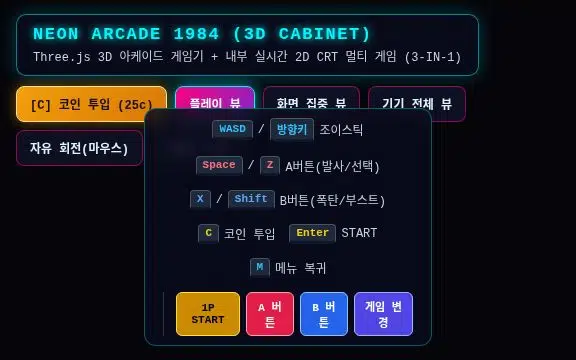 NEON ARCADE 1984 (3D CABINET)
Three.js 3D 아케이드 게임기 + 내부 실시간 2D CRT 멀티 게임 (3-IN-1)
[C] 코인 투입 (25c) 플레이 뷰 화면 집중 뷰 기기 전체 뷰
자유 회전(마우스)
WASD / 방향키 조이스틱
Space / Z A버튼(발사/선택)
X / Shift B버튼(폭탄/부스트)
C 코인 투입 Enter START
M 메뉴 복귀
1P START
A 버튼
B 버튼
게임 변경